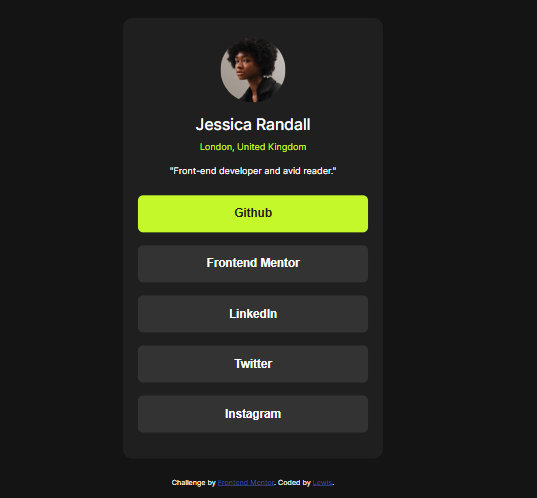 Jessica Randall
London, United Kingdom
"Front-end developer and avid reader."
Github
Frontend Mentor
LinkedIn
Twitter
Instagram
Challenge by Frontend Mentor. Coded by Lewis.